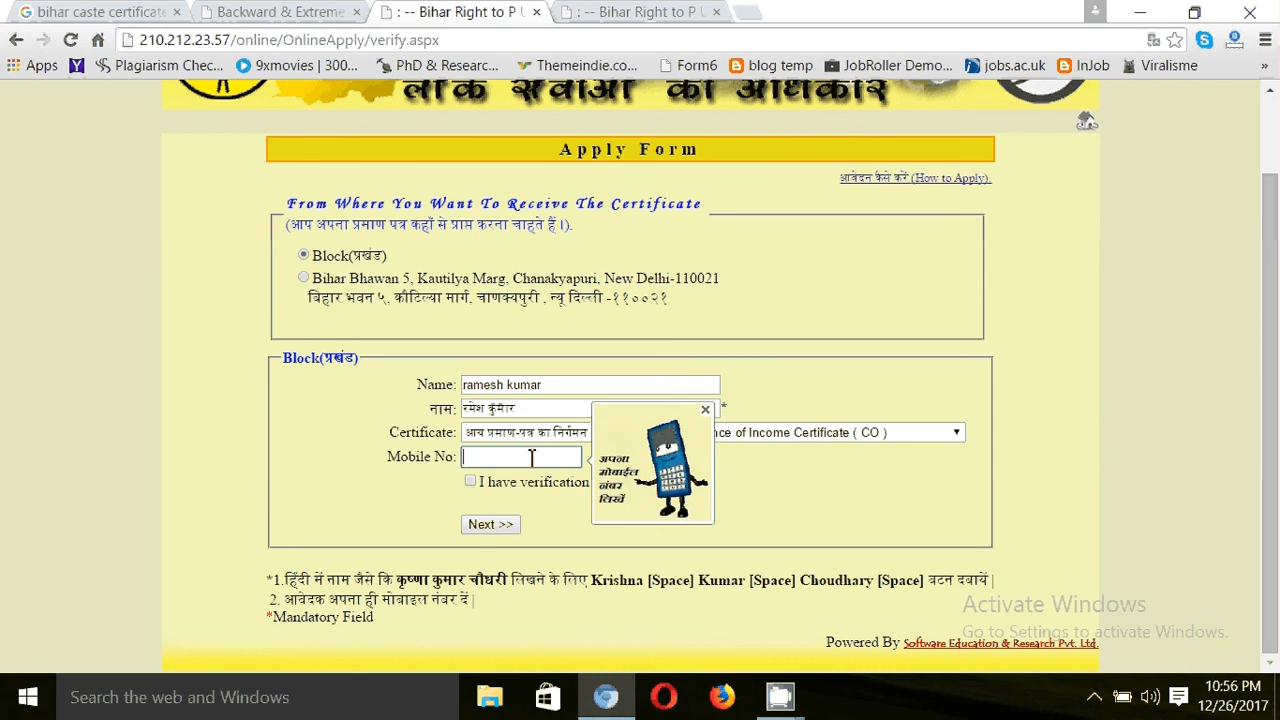 bihar caste certificate
Backward & Extreme
: -- Bihar Right to P U
: -- Bihar Right to P U
210.212.23.57/online/OnlineApply/verify.aspx
Apps
Plagiarism Chec...
9xmovies | 300...
PhD & Researc...
Themeindie.co...
Form6
blog temp
JobRoller Demo...
jobs.ac.uk
InJob
Viralisme
»
लोक सेवाओं का अधिकार
Apply Form
आवेदन कैसे करें (How to Apply).
From Where You Want To Receive The Certificate
(आप अपना प्रमाण पत्र कहाँ से प्राप्त करना चाहते हैं ।).
Block(प्रखंड)
Bihar Bhawan 5, Kautilya Marg, Chanakyapuri, New Delhi-110021
बिहार भवन ५, कौटिल्या मार्ग, चाणक्यपुरी , न्यू दिल्ली -११००२१
Block(प्रखंड)
Name: ramesh kumar
नाम: रमेश कुमार *
Certificate: आय प्रमाण-पत्र का निर्गमन nce of Income Certificate ( CO )
Mobile No:
अपना
मोबाईल
नंबर
लिखें
I have verification
Next >>
*1.हिंदी में नाम जैसे कि कृष्णा कुमार चौधरी लिखने के लिए Krishna [Space] Kumar [Space] Choudhary [Space] बटन दबायें |
2. आवेदक अपना ही मोबाइल नंबर दें |
*Mandatory Field
Activate Windows
Go to Settings to activate Windows.
Powered By Software Education & Research Pvt. Ltd.
Search the web and Windows
10:56 PM
12/26/2017